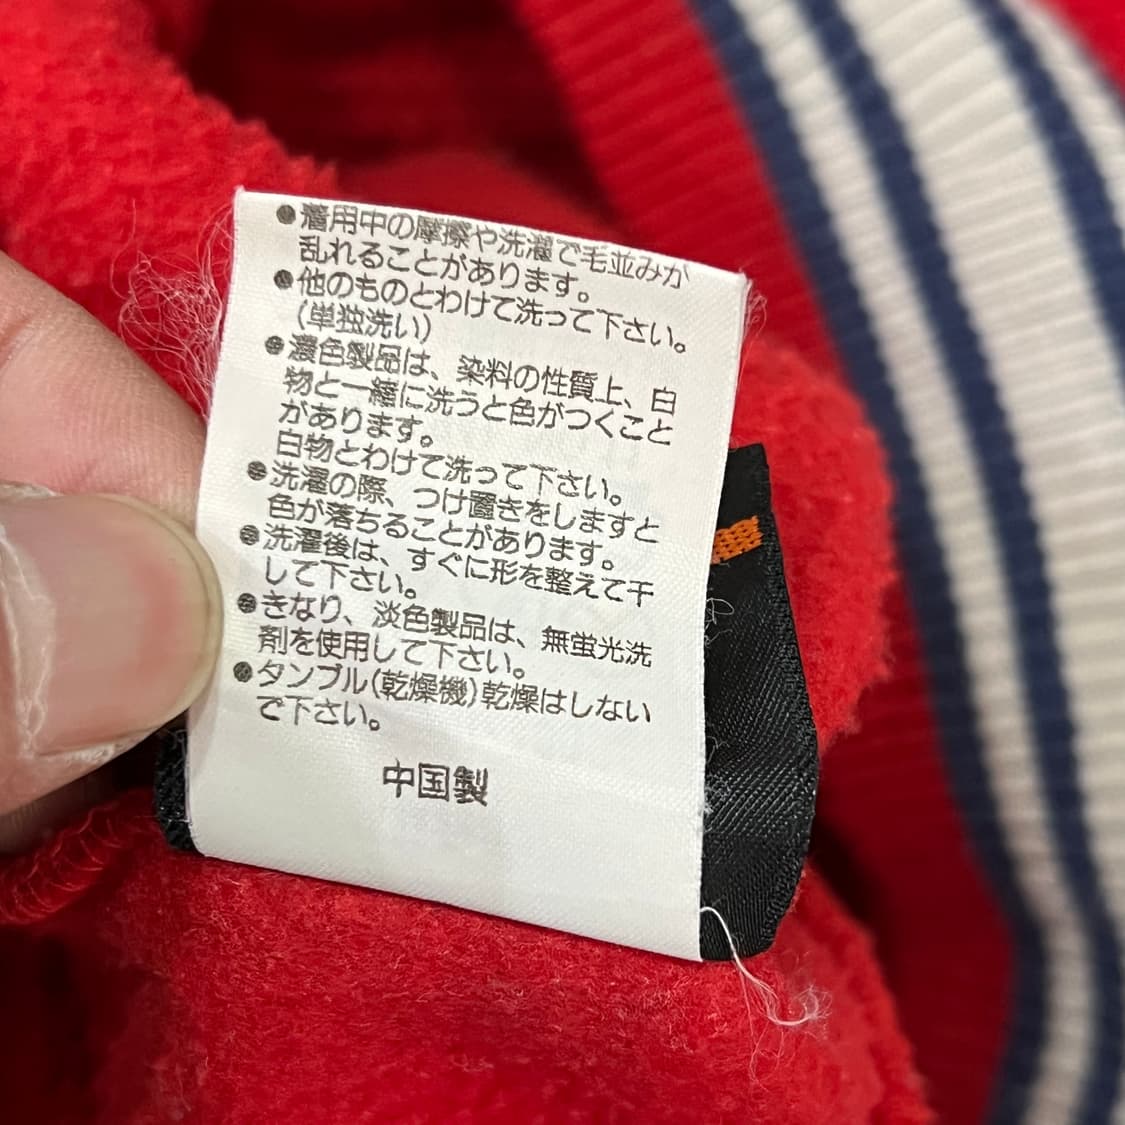 ●着用中の摩擦や洗濯で毛並みが
乱れることがあります。
●他のものとわけて洗って下さい。
(単独洗い)
●濃色製品は、染料の性質上、白
物と一緒に洗うと色がつくこと
があります。
白物とわけて洗って下さい。
●洗濯の際、つけ置きをしますと
色が落ちることがあります。
●洗濯後は、すぐに形を整えて干
して下さい。
●きなり、淡色製品は、無蛍光洗
剤を使用して下さい。
●タンブル(乾燥機)乾燥はしない
で下さい。
中国製